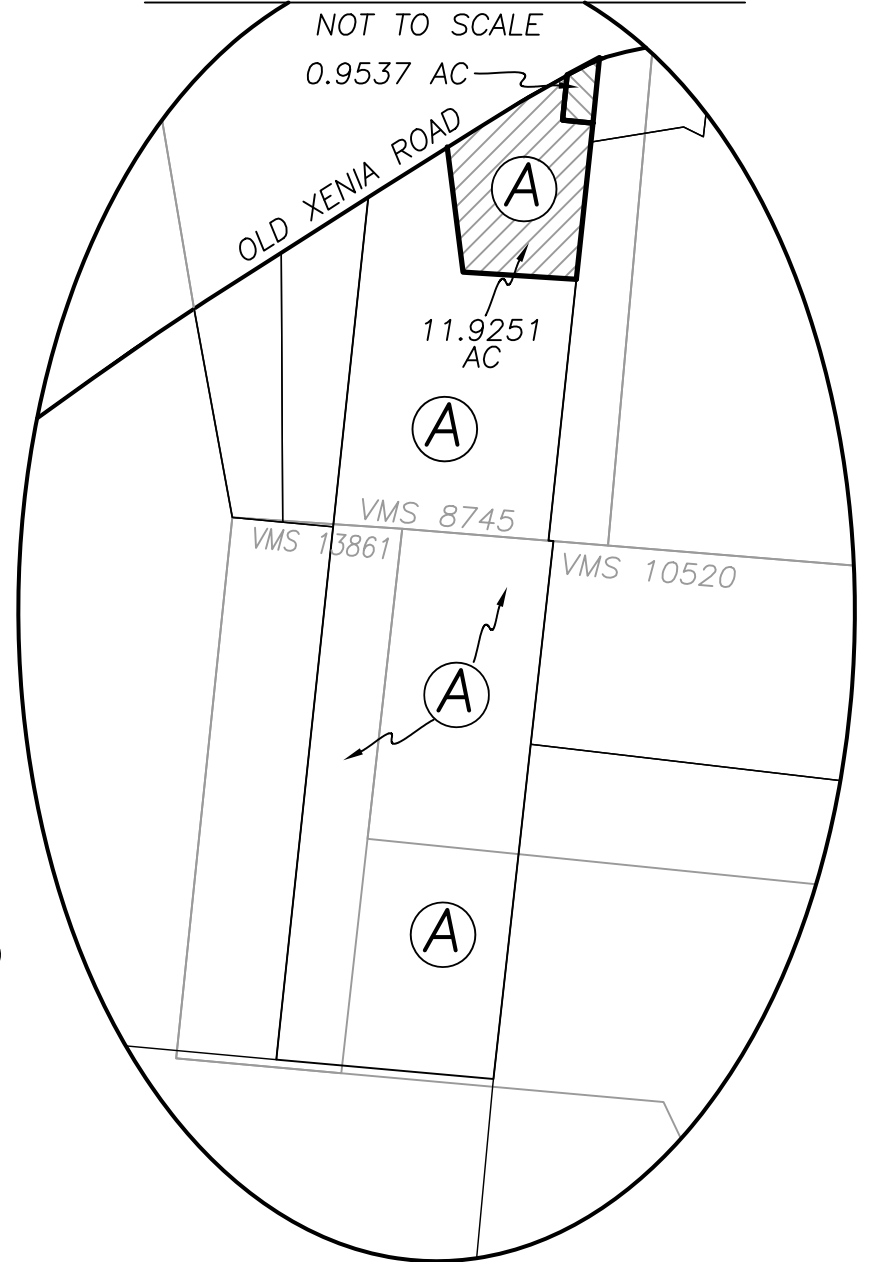 NOT TO SCALE
0.9537 AC
OLD XENIA ROAD
A
11.9251
AC
A
VMS 8745
VMS 13861
VMS 10520
A
A